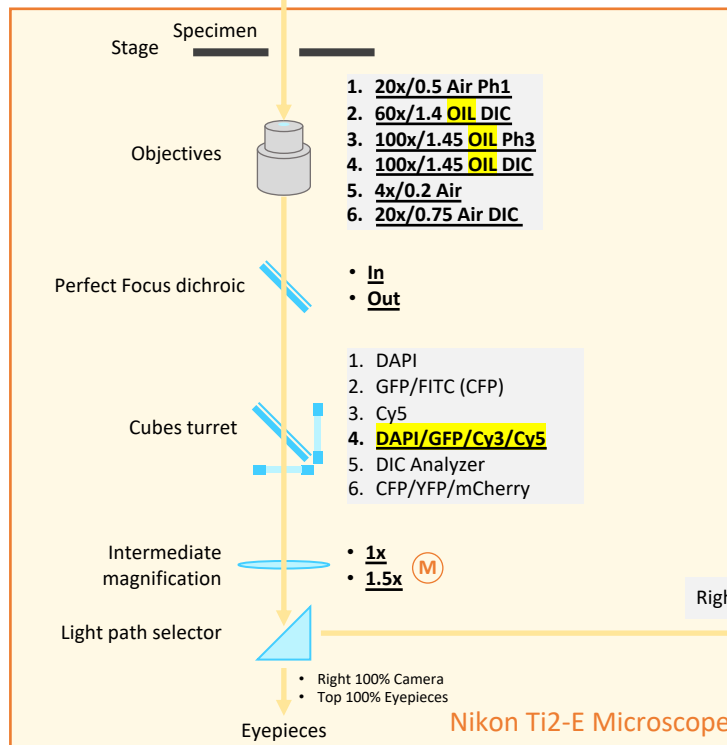 Specimen
Stage
Objectives
1. 20x/0.5 Air Ph1
2. 60x/1.4 OIL DIC
3. 100x/1.45 OIL Ph3
4. 100x/1.45 OIL DIC
5. 4x/0.2 Air
6. 20x/0.75 Air DIC
Perfect Focus dichroic
• In
• Out
Cubes turret
1. DAPI
2. GFP/FITC (CFP)
3. Cy5
4. DAPI/GFP/Cy3/Cy5
5. DIC Analyzer
6. CFP/YFP/mCherry
Intermediate
magnification
• 1x
• 1.5x
M
Light path selector
Righ
• Right 100% Camera
• Top 100% Eyepieces
Eyepieces
Nikon Ti2-E Microscope